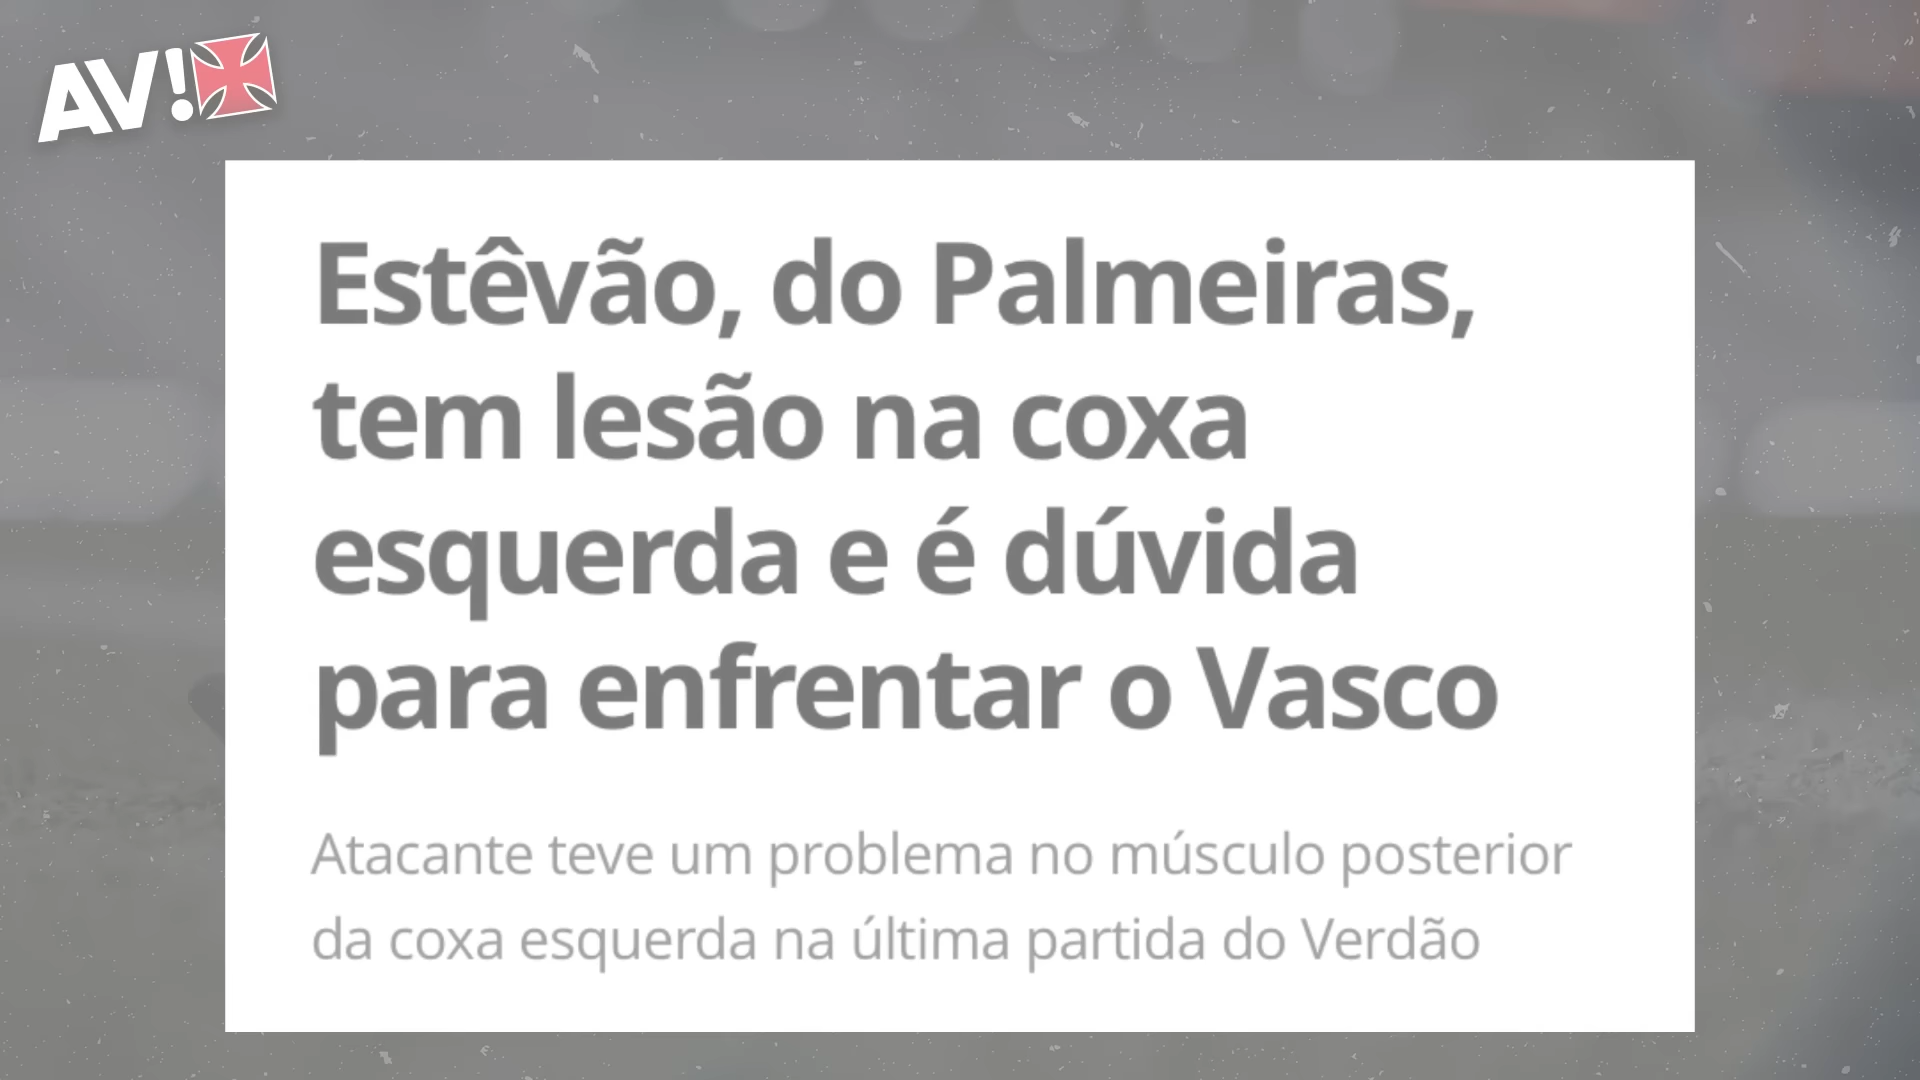 AV!
Estêvão, do Palmeiras,
tem lesão na coxa
esquerda e é dúvida
para enfrentar o Vasco
Atacante teve um problema no músculo posterior
da coxa esquerda na última partida do Verdão